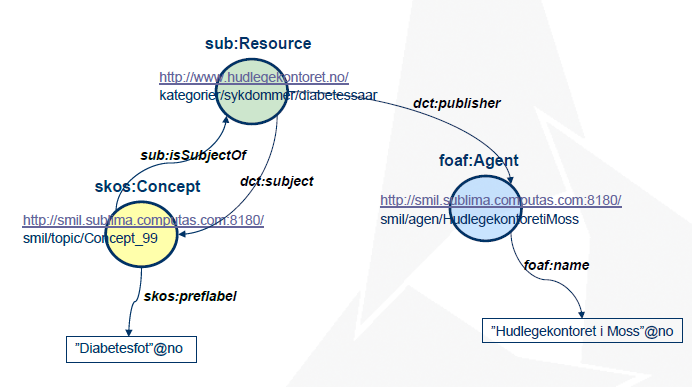 sub:Resource
http://www.hudlegekontoret.no/
kategorier/sykdommer/diabetessaar
dct:publisher
sub:isSubjectOf
foaf:Agent
skos:Concept
dct:subject
http://smil.sublima.computas.com:8180/
smil/agen/HudlegekontoretiMoss
http://smil.sublima.computas.com:8180/
smil/topic/Concept_99
foaf:name
skos:preflabel
"Hudlegekontoret i Moss"@no
"Diabetesfot"@no